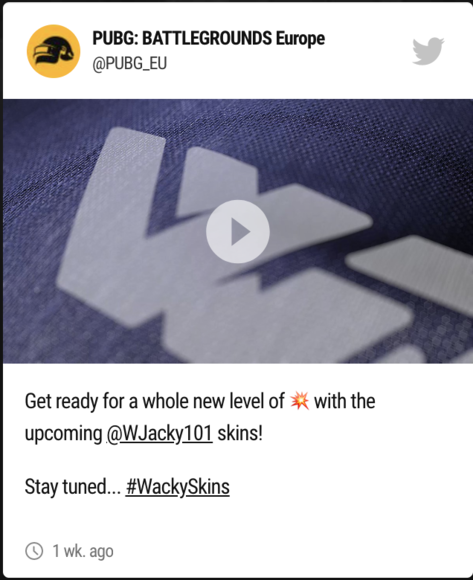 PUBG: BATTLEGROUNDS Europe
@PUBG_EU
Get ready for a whole new level of 💥 with the
upcoming @WJacky101 skins!
Stay tuned... #WackySkins
1 wk. ago